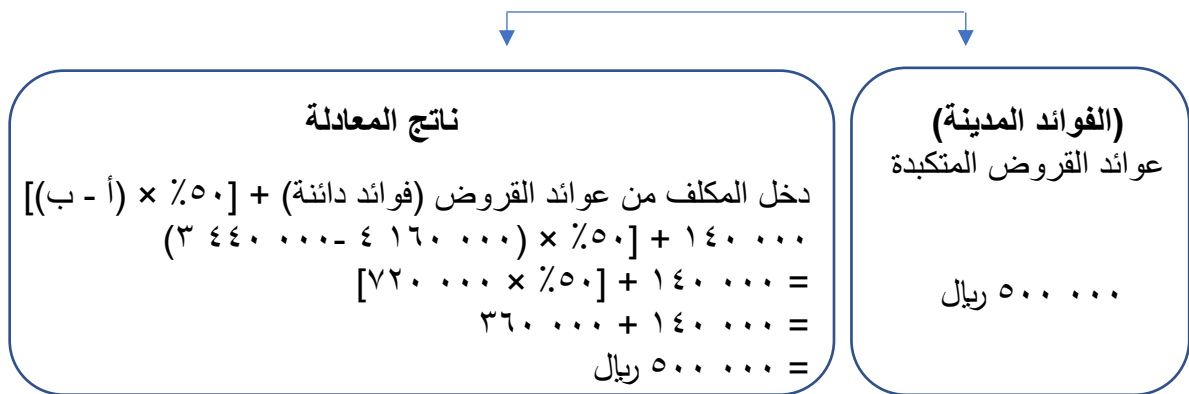 (الفوائد المدينة)
عوائد القروض المتكبدة
٥٠٠ ٠٠٠ ريال
ناتج المعادلة
دخل المكلف من عوائد القروض (فوائد دائنة) + [٥٠٪ × (أ - ب)]
١٤٠ ٠٠٠ + [٥٠٪ × (٤ ١٦٠ ٠٠٠ -٣ ٤٤٠ ٠٠٠)
= ١٤٠ ٠٠٠ + [٥٠٪ × ٧٢٠ ٠٠٠]
= ١٤٠ ٠٠٠ + ٣٦٠ ٠٠٠
= ٥٠٠ ٠٠٠ ريال